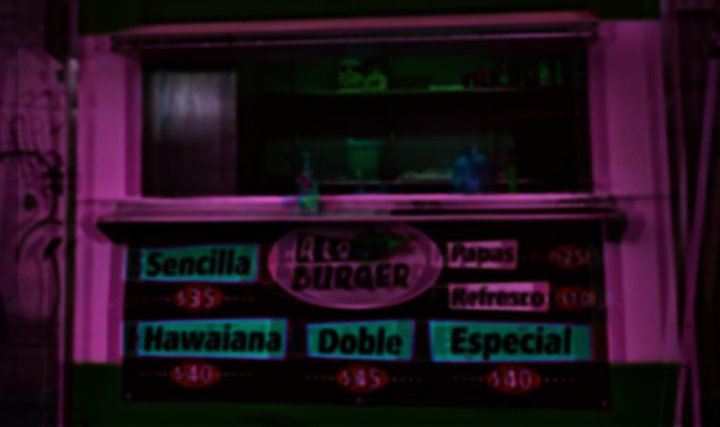 Sencilla
$35
BURGER
Papas
$25
Refresco
$10
Hawaiana
$40
Doble
$45
Especial
$40